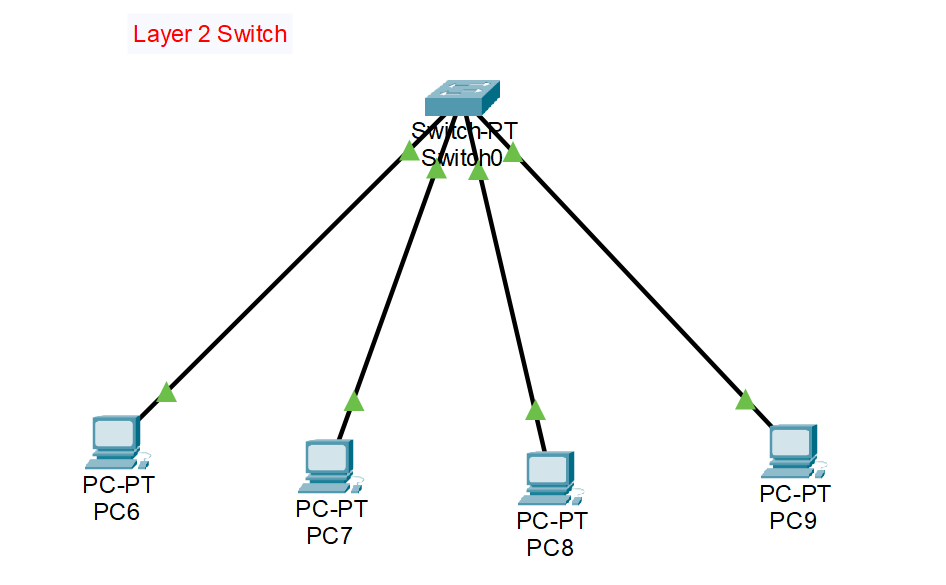 Layer 2 Switch
Switch-PT
Switch0
PC-PT
PC6
PC-PT
PC7
PC-PT
PC8
PC-PT
PC9